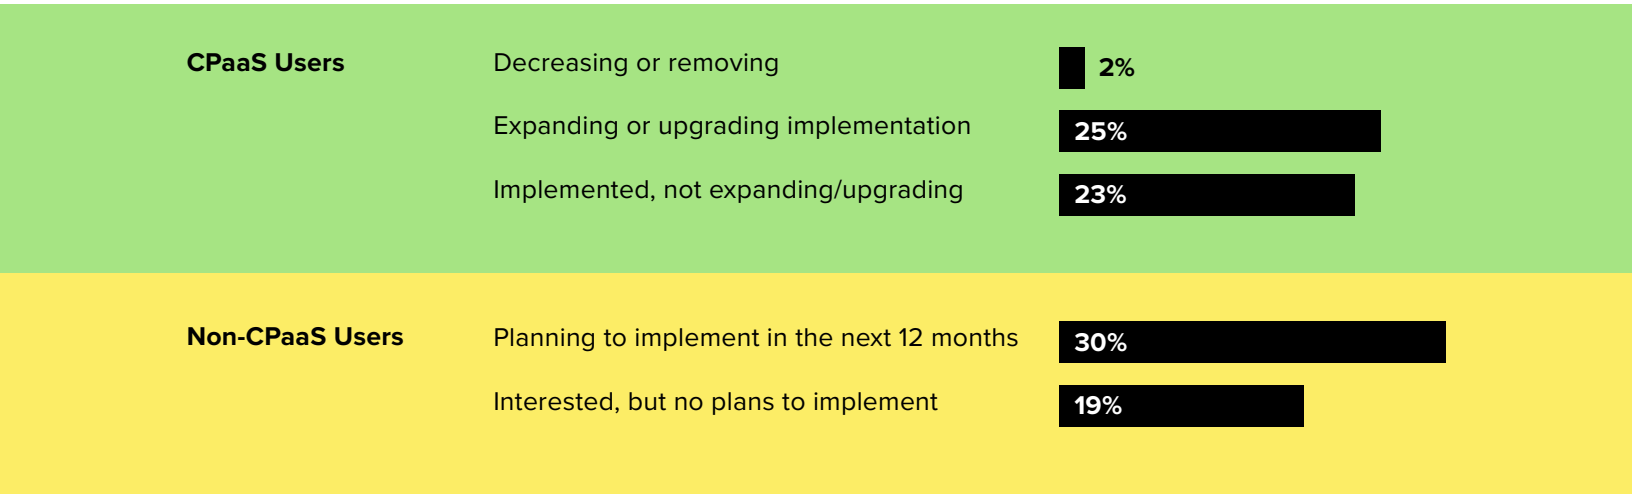 CPaaS Users
Decreasing or removing 2%
Expanding or upgrading implementation 25%
Implemented, not expanding/upgrading 23%
Non-CPaaS Users
Planning to implement in the next 12 months 30%
Interested, but no plans to implement 19%